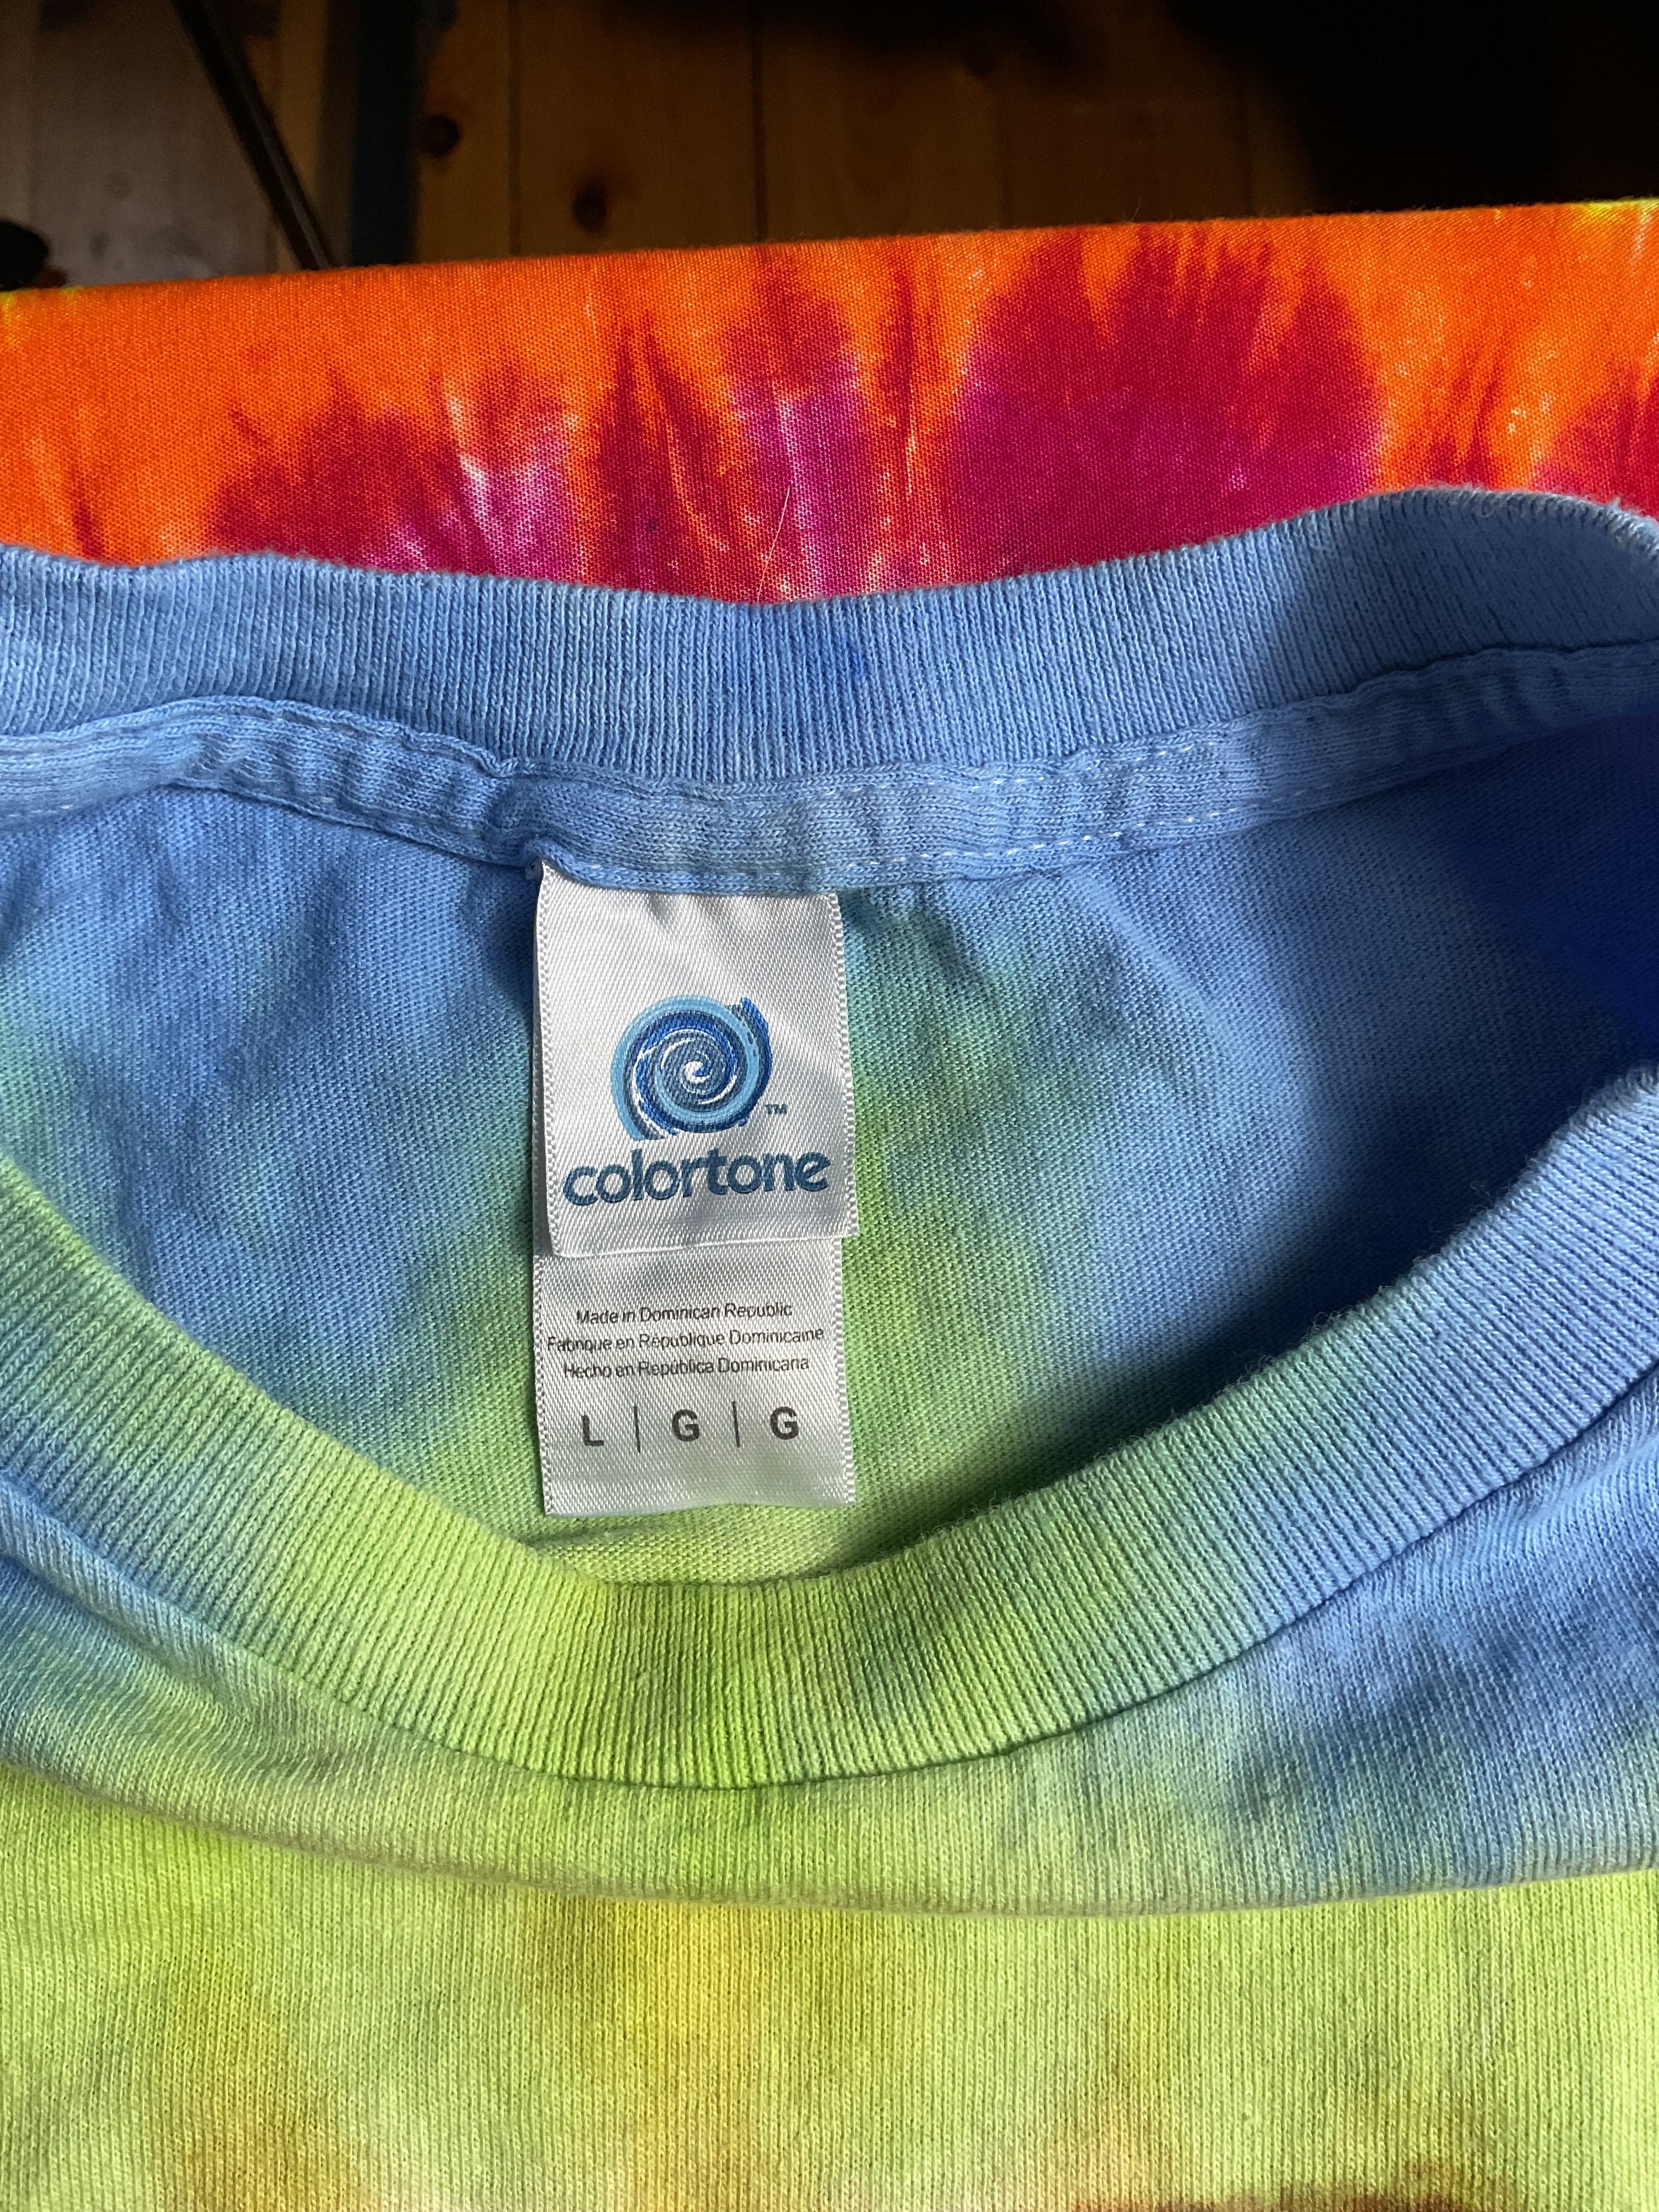 TM
colortone
Made in Dominican Republic
Fabriqué en République Dominicaine
Hecho en República Dominicana
L | G | G